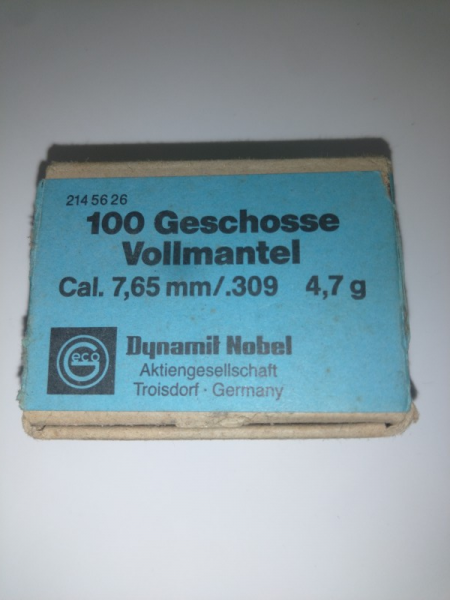 214 56 26
100 Geschosse
Vollmantel
Cal. 7,65 mm/.309 4,7 g
Geco
Dynamit Nobel
Aktiengesellschaft
Troisdorf · Germany